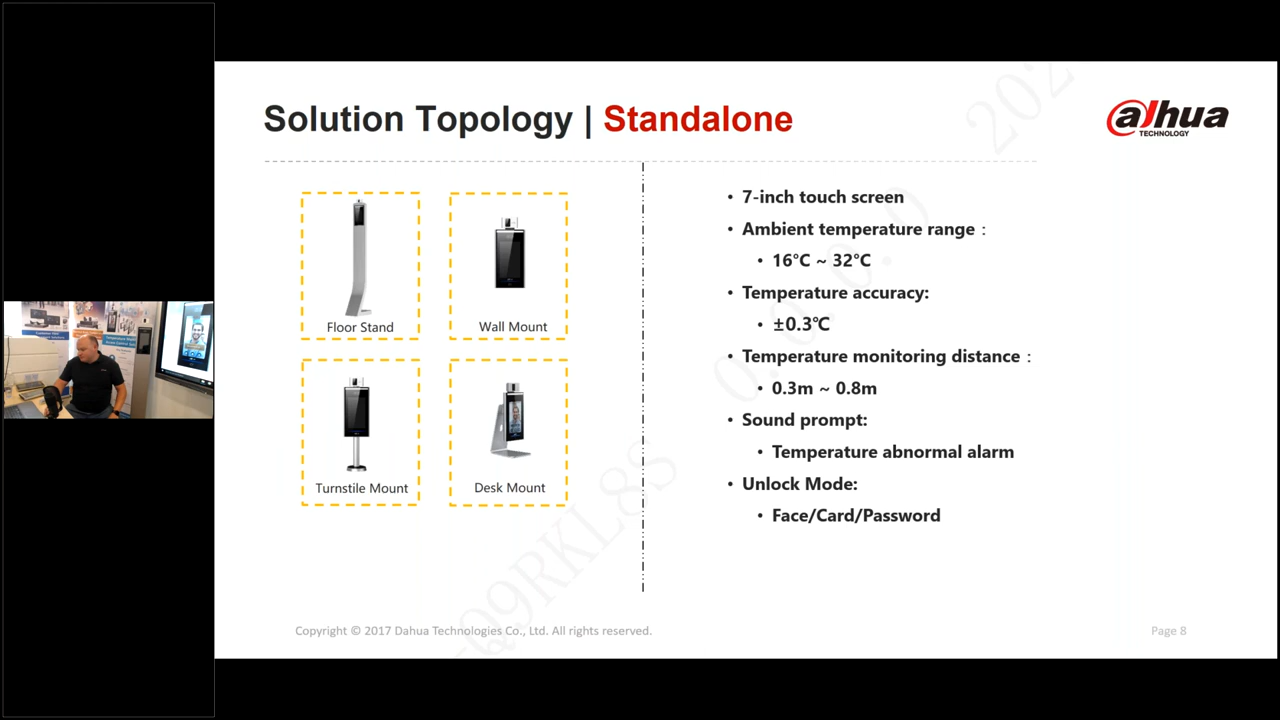 Solution Topology | Standalone
alhua
TECHNOLOGY
Floor Stand
Wall Mount
Turnstile Mount
Desk Mount
• 7-inch touch screen
• Ambient temperature range：
• 16°C ~ 32°C
• Temperature accuracy:
• ±0.3℃
• Temperature monitoring distance：
• 0.3m ~ 0.8m
• Sound prompt:
• Temperature abnormal alarm
• Unlock Mode:
• Face/Card/Password
Copyright © 2017 Dahua Technologies Co., Ltd. All rights reserved.
Page 8